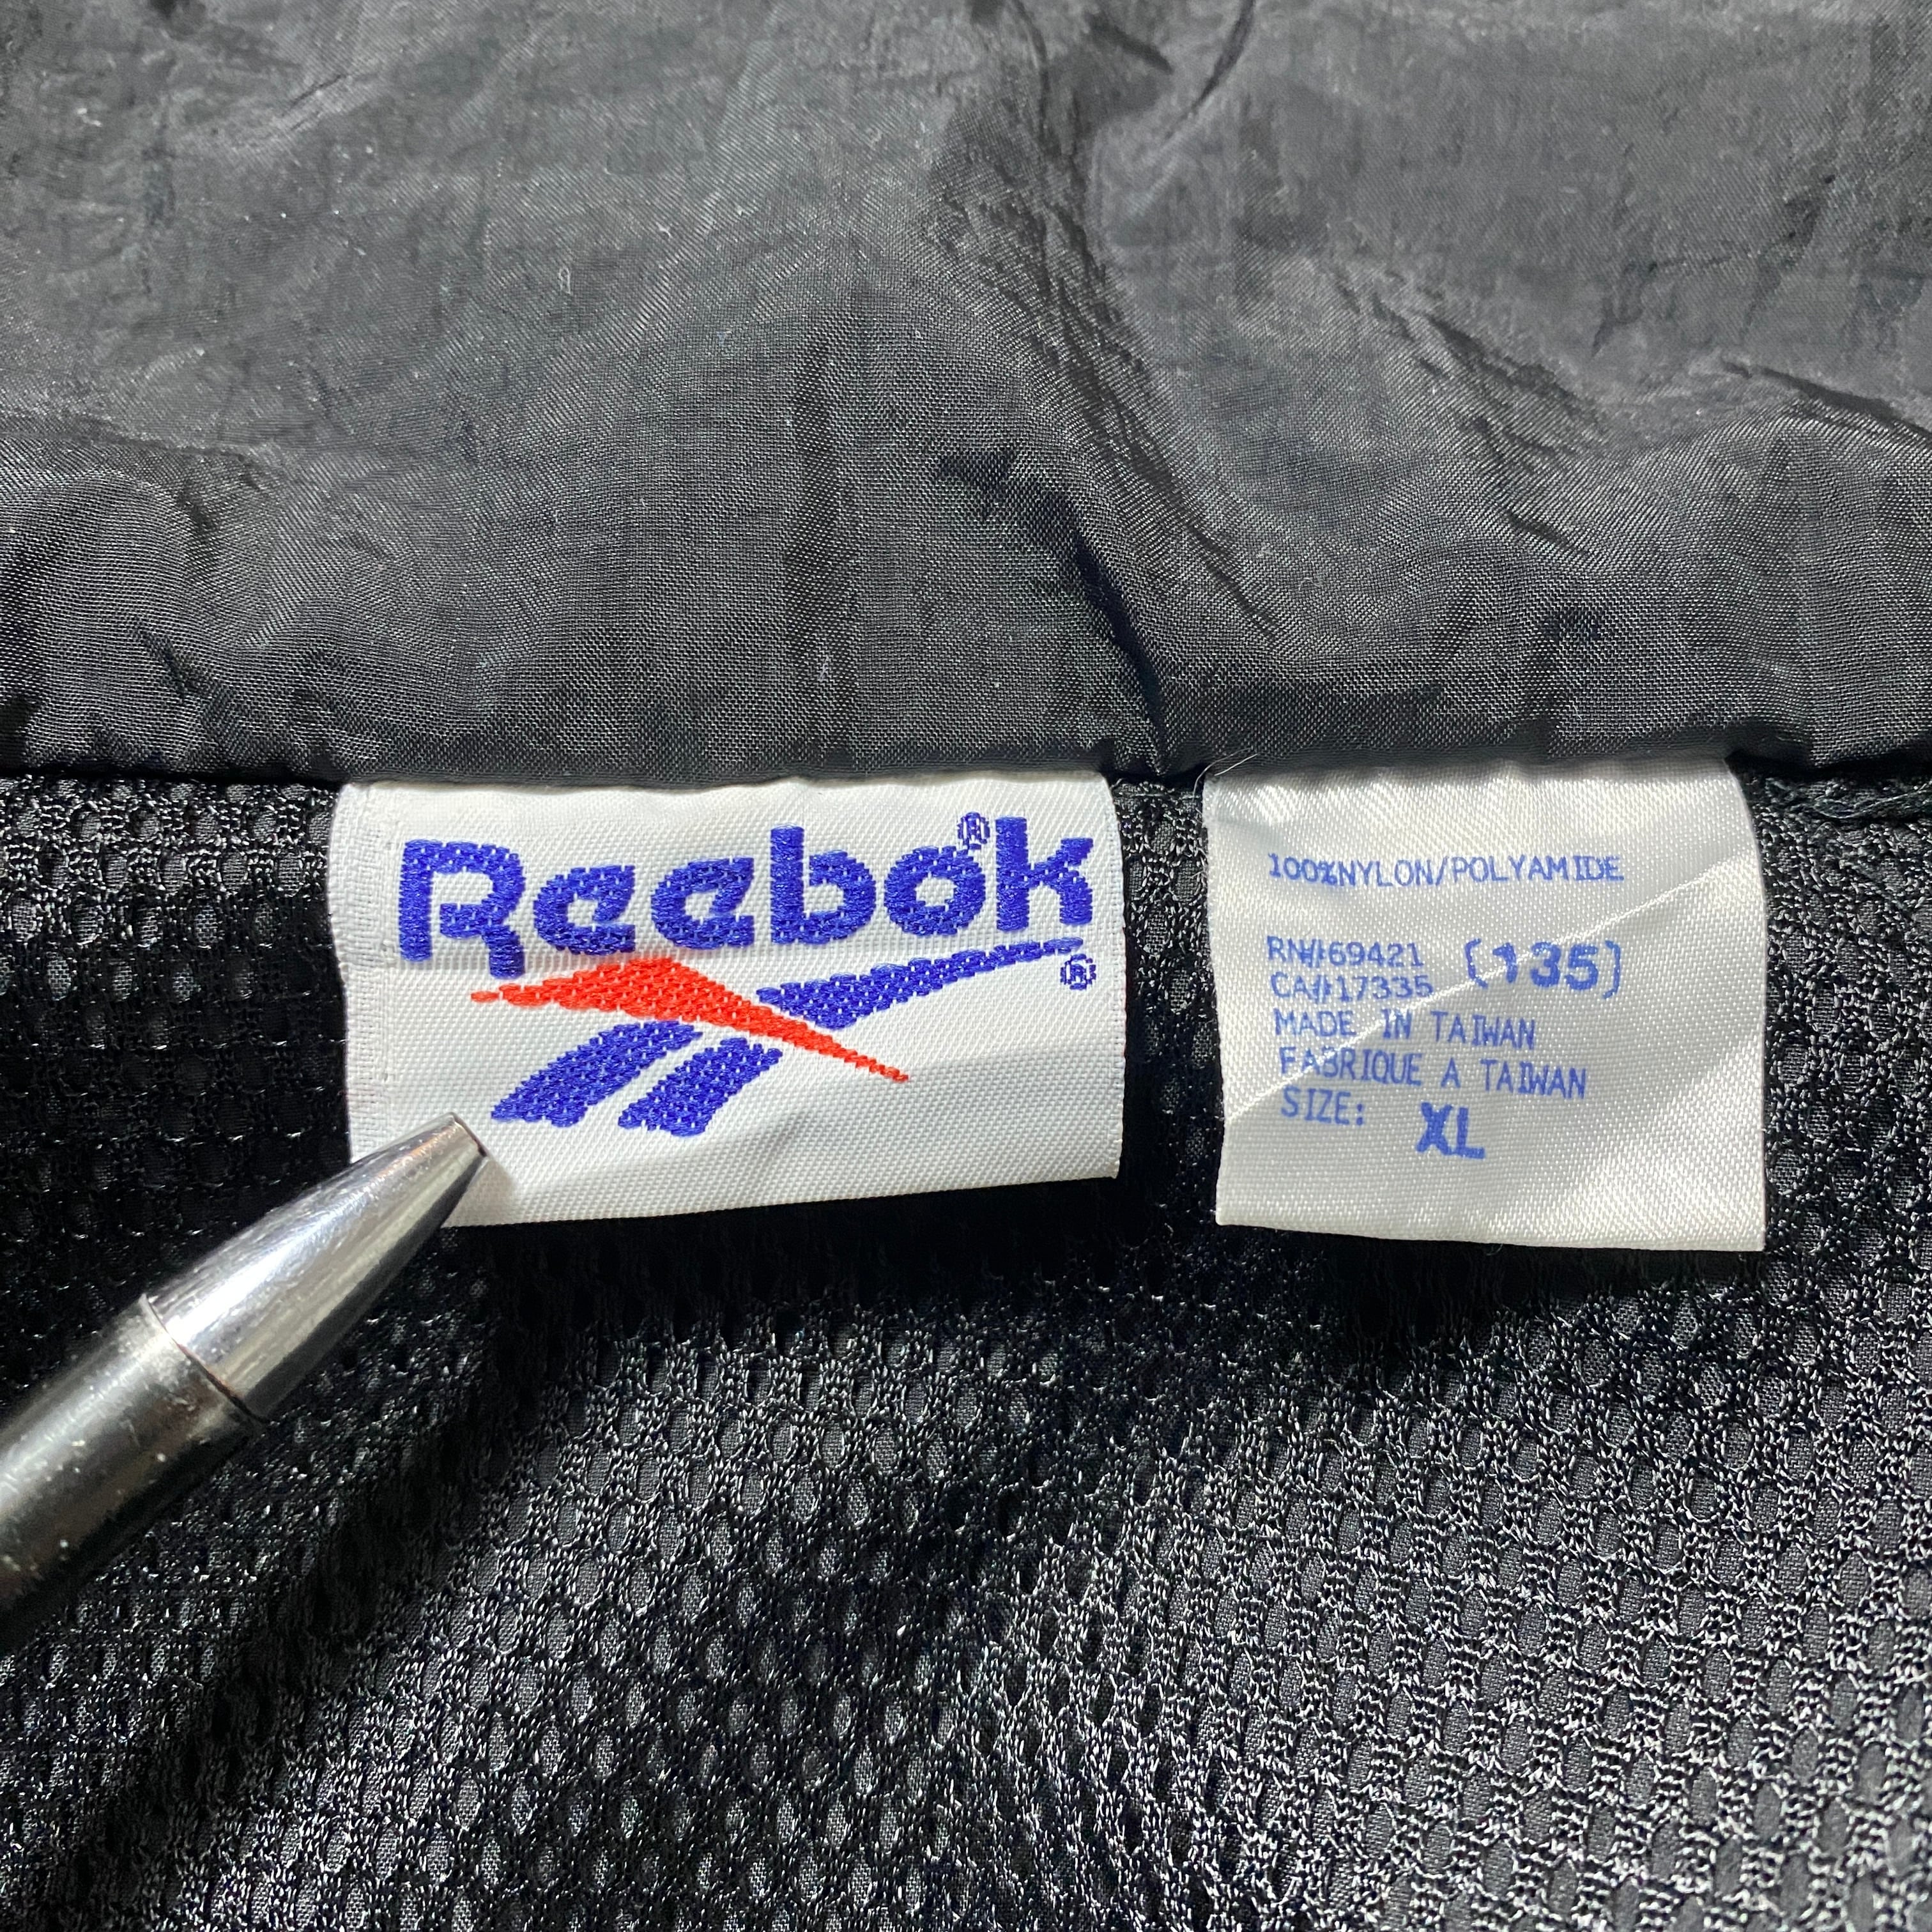 Reebok®
®
100%NYLON/POLYAMIDE
RN#69421 (135)
CA#17335
MADE IN TAIWAN
FABRIQUE A TAIWAN
SIZE: XL